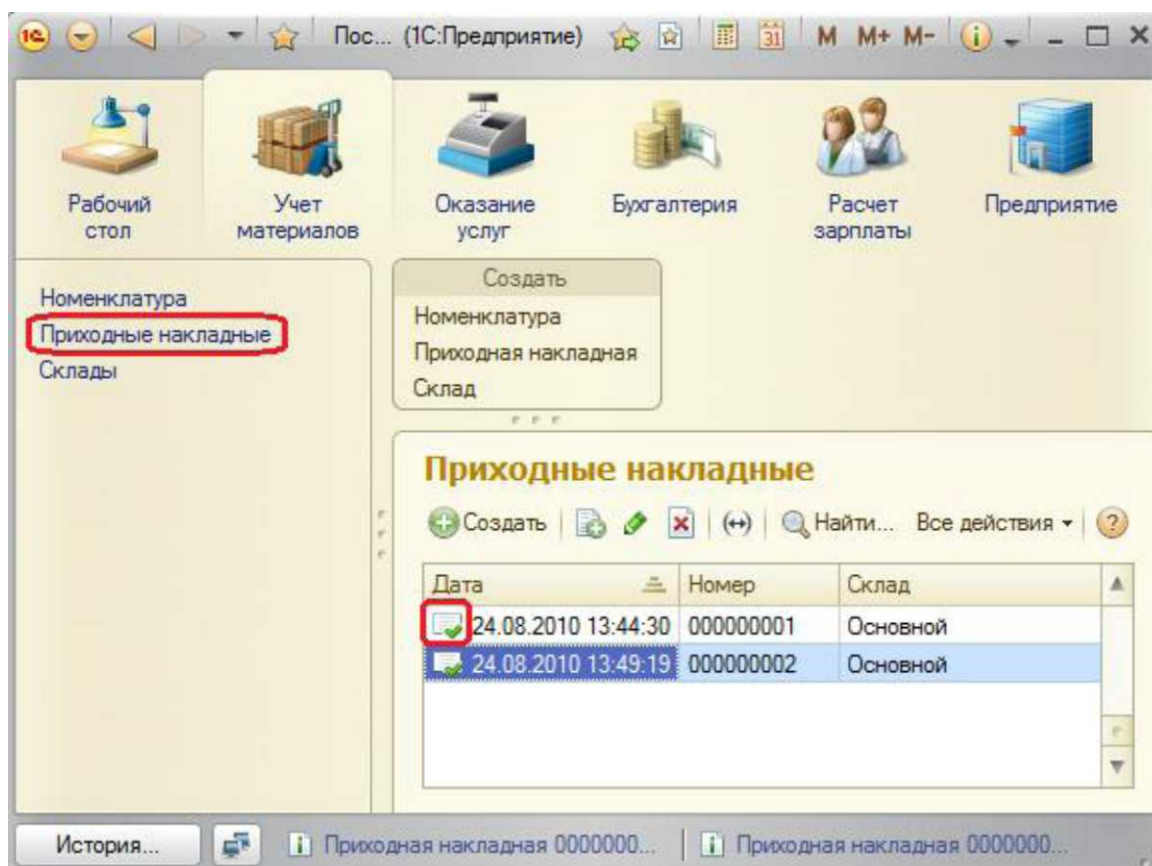 1С Пос... (1С:Предприятие) 31 M M+ M-
Рабочий
стол
Учет
материалов
Оказание
услуг
Бухгалтерия
Расчет
зарплаты
Предприятие
Номенклатура
Приходные накладные
Склады
Создать
Номенклатура
Приходная накладная
Склад
Приходные накладные
Создать Найти... Все действия ?
Дата Номер Склад
24.08.2010 13:44:30 000000001 Основной
24.08.2010 13:49:19 000000002 Основной
История... Приходная накладная 0000000... Приходная накладная 0000000...